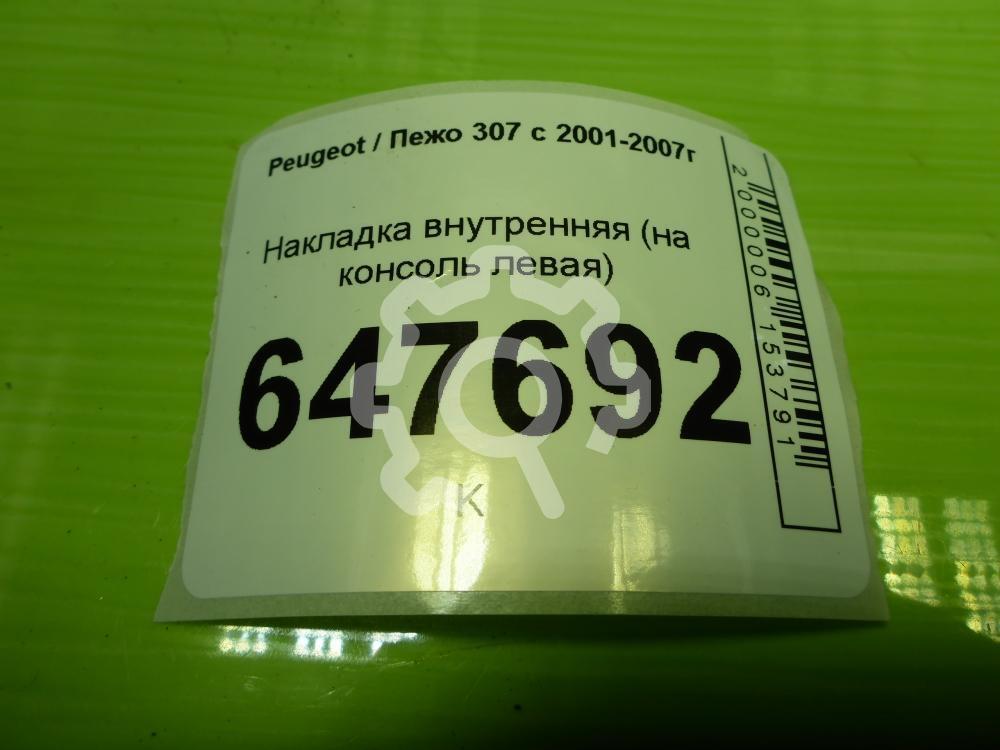 Peugeot / Пежо 307 с 2001-2007г
Накладка внутренняя (на
консоль левая)
647692
К
2000006153791